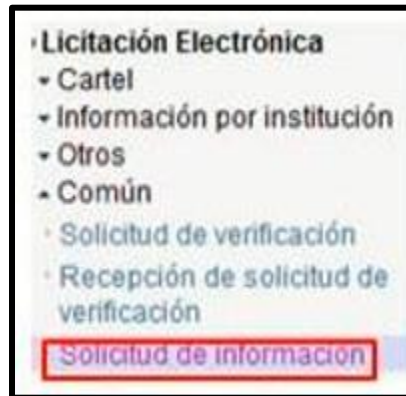 Licitación Electrónica
Cartel
Información por institución
Otros
Común
Solicitud de verificación
Recepción de solicitud de
verificación
Solicitud de información